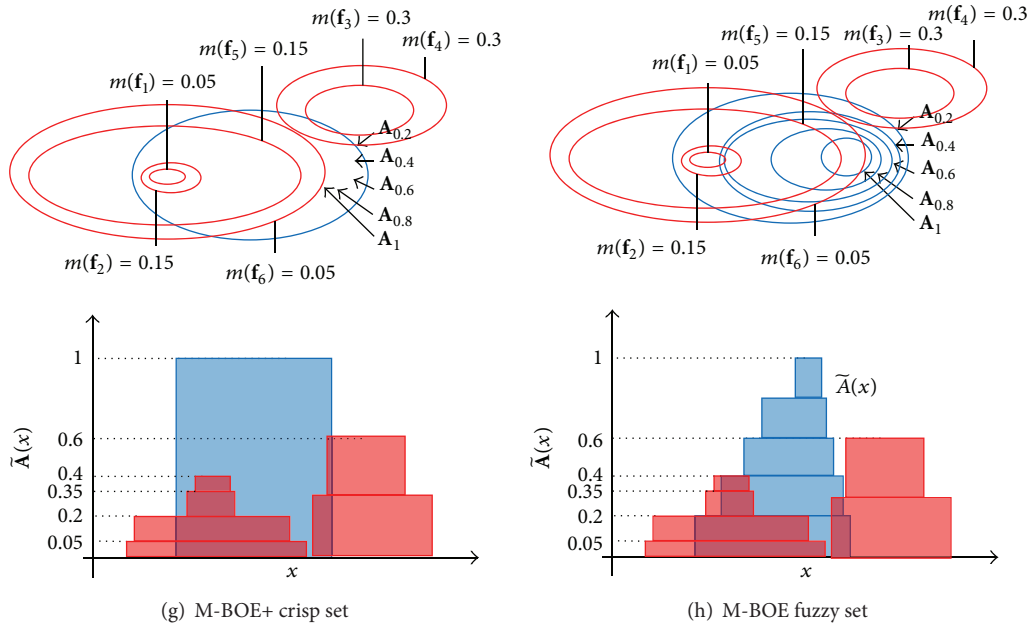 m(f₃) = 0.3
m(f₄) = 0.3
m(f₅) = 0.15
m(f₁) = 0.05
A₀.₂
A₀.₄
A₀.₆
A₀.₈
A₁
m(f₂) = 0.15
m(f₆) = 0.05
m(f₄) = 0.3
m(f₅) = 0.15
m(f₃) = 0.3
m(f₁) = 0.05
A₀.₂
A₀.₄
A₀.₆
A₀.₈
A₁
m(f₂) = 0.15
m(f₆) = 0.05
1
0.6
0.4
0.35
0.2
0.05
Ã(x)
x
(g) M-BOE+ crisp set
1
Ã(x)
0.6
0.4
0.35
0.2
0.05
Ã(x)
x
(h) M-BOE fuzzy set